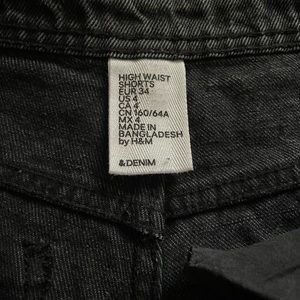 HIGH WAIST
SHORTS
EUR 34
US 4
CA 4
CN 160/64A
MX 4
MADE IN
BANGLADESH
by H&M
&DENIM